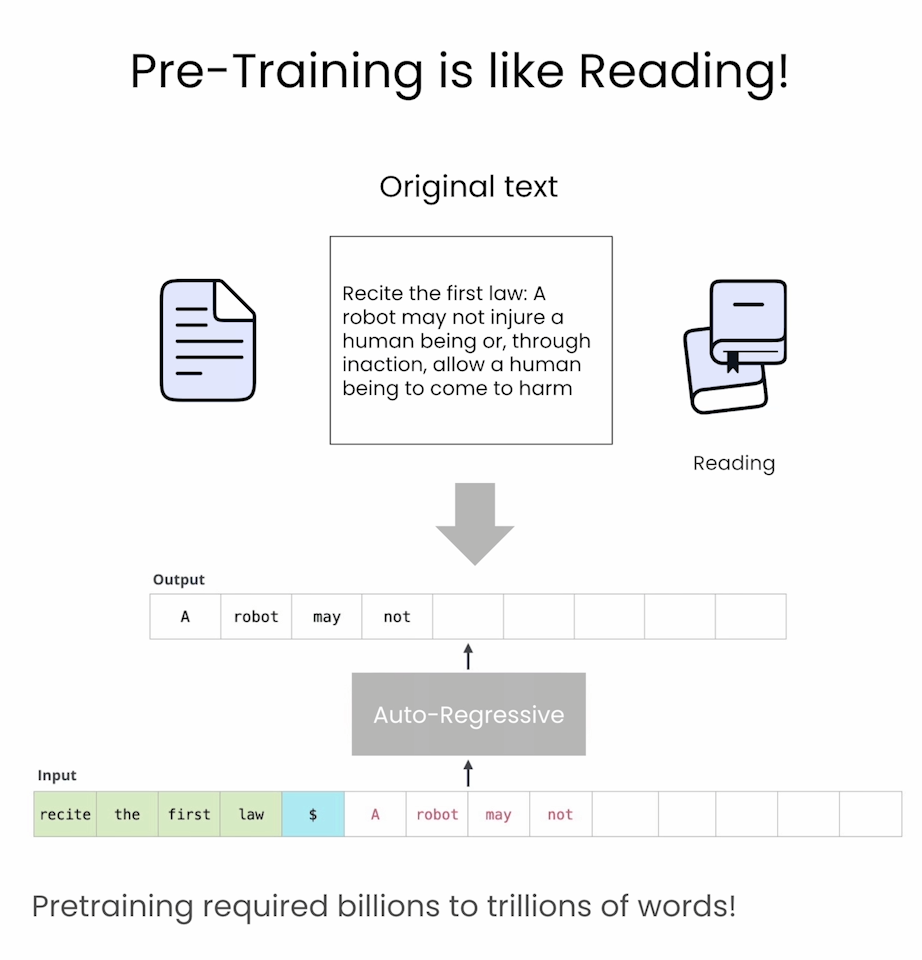 Pre-Training is like Reading!
Original text
Recite the first law: A
robot may not injure a
human being or, through
inaction, allow a human
being to come to harm
Reading
Output
A robot may not
Auto-Regressive
Input
recite the first law $ A robot may not
Pretraining required billions to trillions of words!